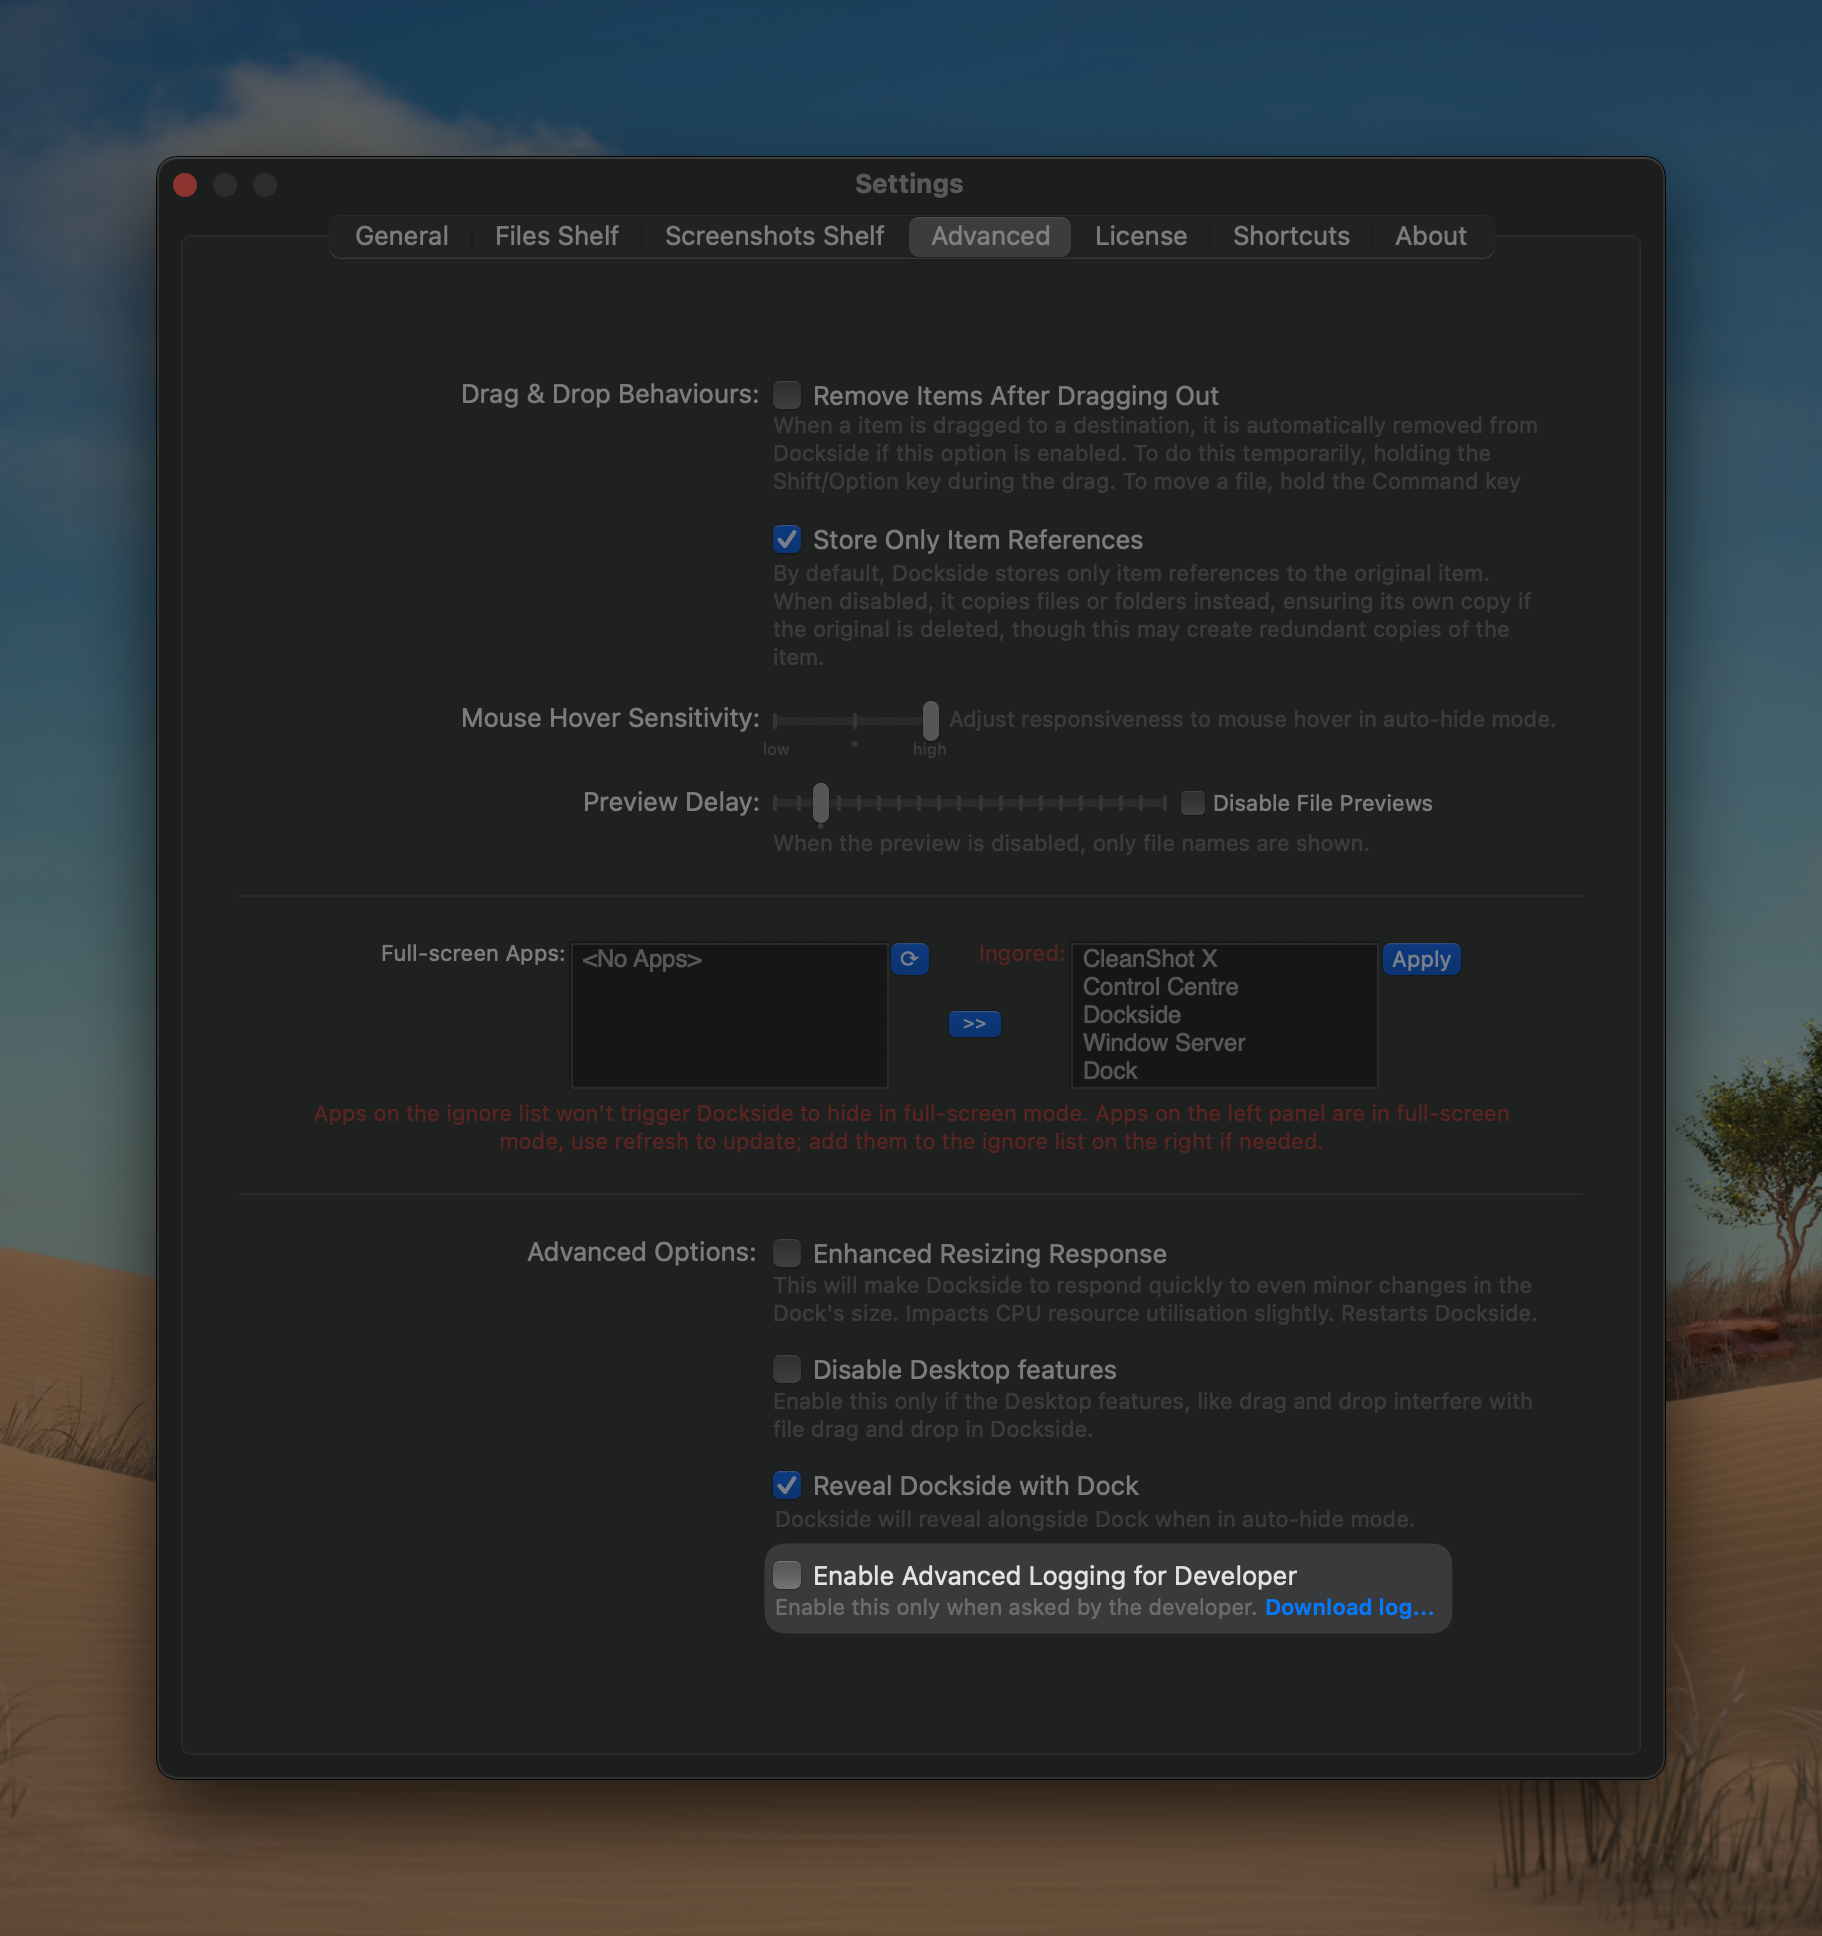 Settings
General Files Shelf Screenshots Shelf Advanced License Shortcuts About
Drag & Drop Behaviours: Remove Items After Dragging Out
When a item is dragged to a destination, it is automatically removed from
Dockside if this option is enabled. To do this temporarily, holding the
Shift/Option key during the drag. To move a file, hold the Command key
Store Only Item References
By default, Dockside stores only item references to the original item.
When disabled, it copies files or folders instead, ensuring its own copy if
the original is deleted, though this may create redundant copies of the
item.
Mouse Hover Sensitivity: Adjust responsiveness to mouse hover in auto-hide mode.
low high
Preview Delay: Disable File Previews
When the preview is disabled, only file names are shown.
Full-screen Apps: <No Apps> Ingored: CleanShot X Apply
Control Centre
Dockside
>>
Window Server
Dock
Apps on the ignore list won't trigger Dockside to hide in full-screen mode. Apps on the left panel are in full-screen
mode, use refresh to update; add them to the ignore list on the right if needed.
Advanced Options: Enhanced Resizing Response
This will make Dockside to respond quickly to even minor changes in the
Dock's size. Impacts CPU resource utilisation slightly. Restarts Dockside.
Disable Desktop features
Enable this only if the Desktop features, like drag and drop interfere with
file drag and drop in Dockside.
Reveal Dockside with Dock
Dockside will reveal alongside Dock when in auto-hide mode.
Enable Advanced Logging for Developer
Enable this only when asked by the developer. Download log...